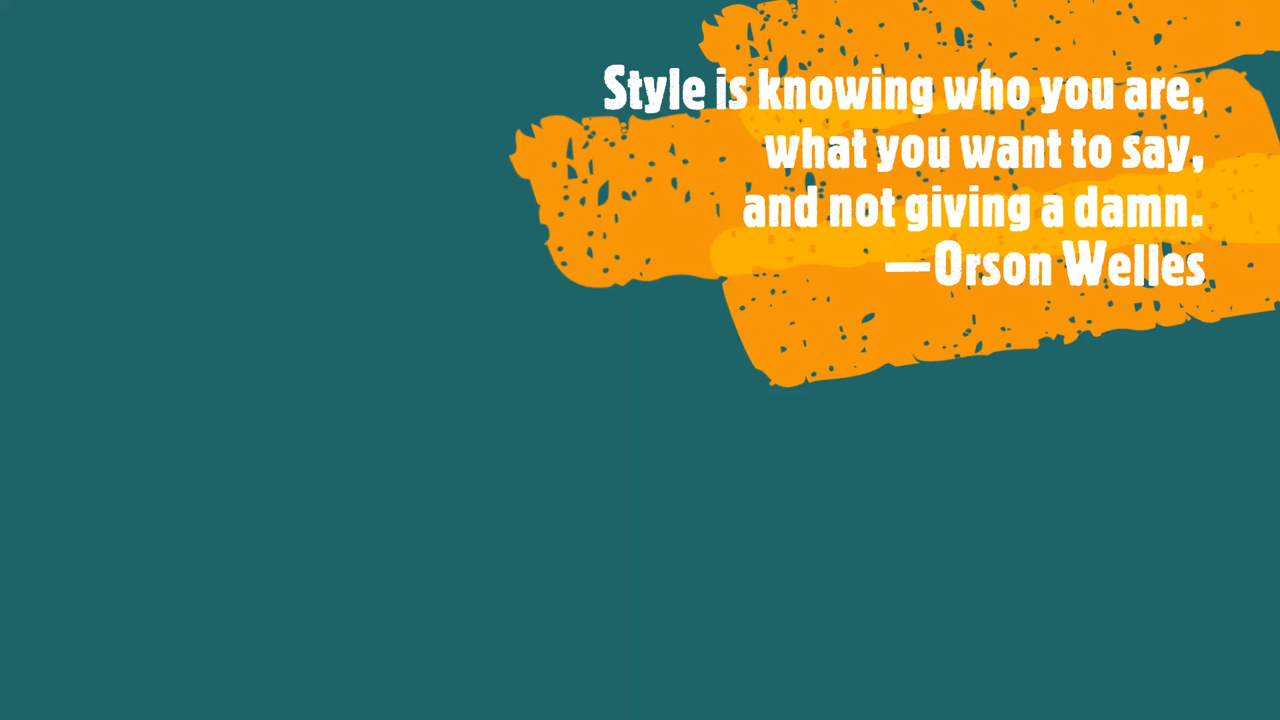 Style is knowing who you are,
what you want to say,
and not giving a damn.
—Orson Welles